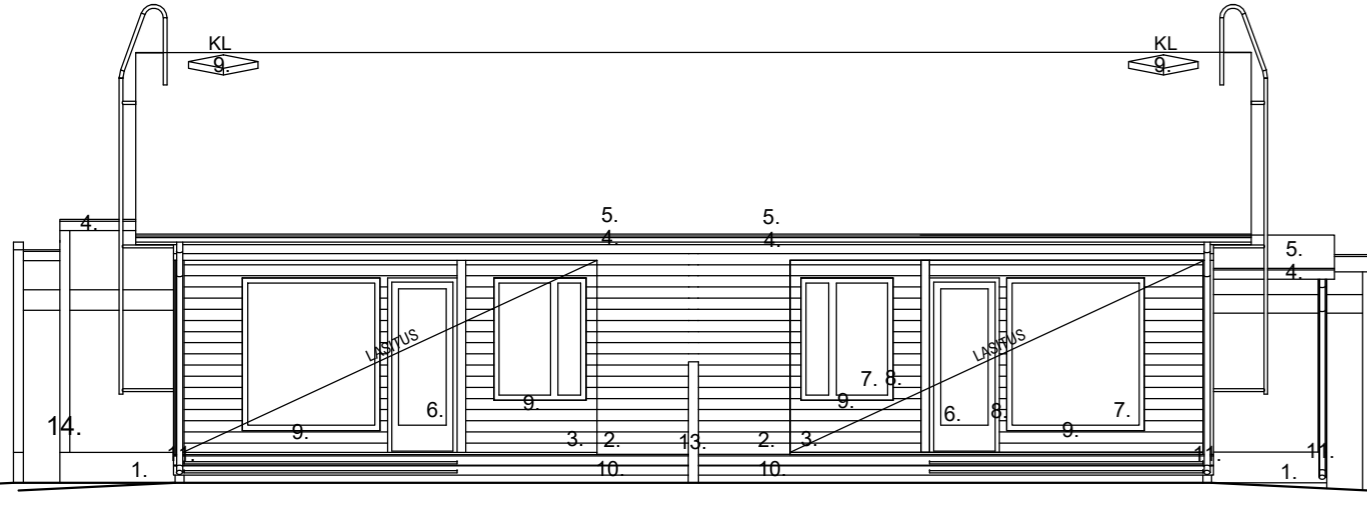 KL KL
9. 9.
5. 5.
4. 4. 4. 5.
4.
LASITUS LASITUS
7. 8.
6. 9. 9. 6. 8. 7.
14. 9. 3. 2. 13. 2. 3. 9.
11. 11. 11.
1. 10. 10. 1.